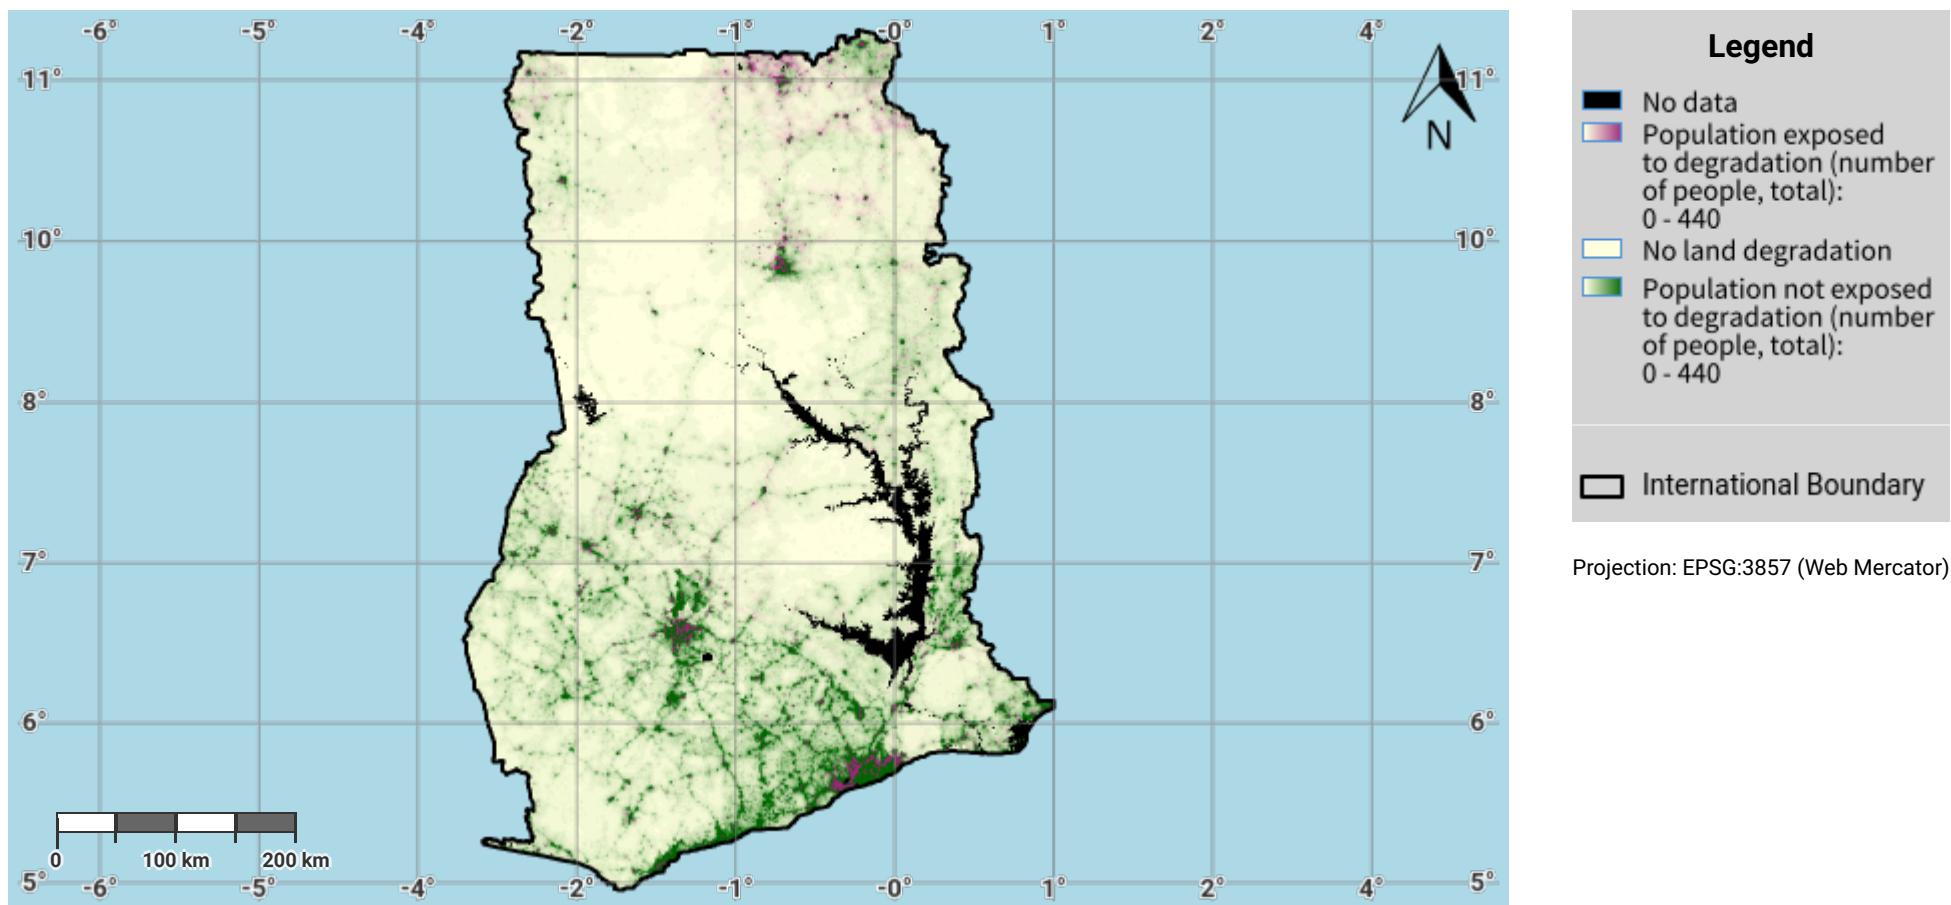 -6° -5° -4° -2° -1° -0° 1° 2° 4°
11° 11°
10° 10°
8° 8°
7° 7°
6° 6°
5° 5°
-6° -5° -4° -2° -1° -0° 1° 2° 4°
N
0 100 km 200 km
Legend
No data
Population exposed
to degradation (number
of people, total):
0 - 440
No land degradation
Population not exposed
to degradation (number
of people, total):
0 - 440
International Boundary
Projection: EPSG:3857 (Web Mercator)